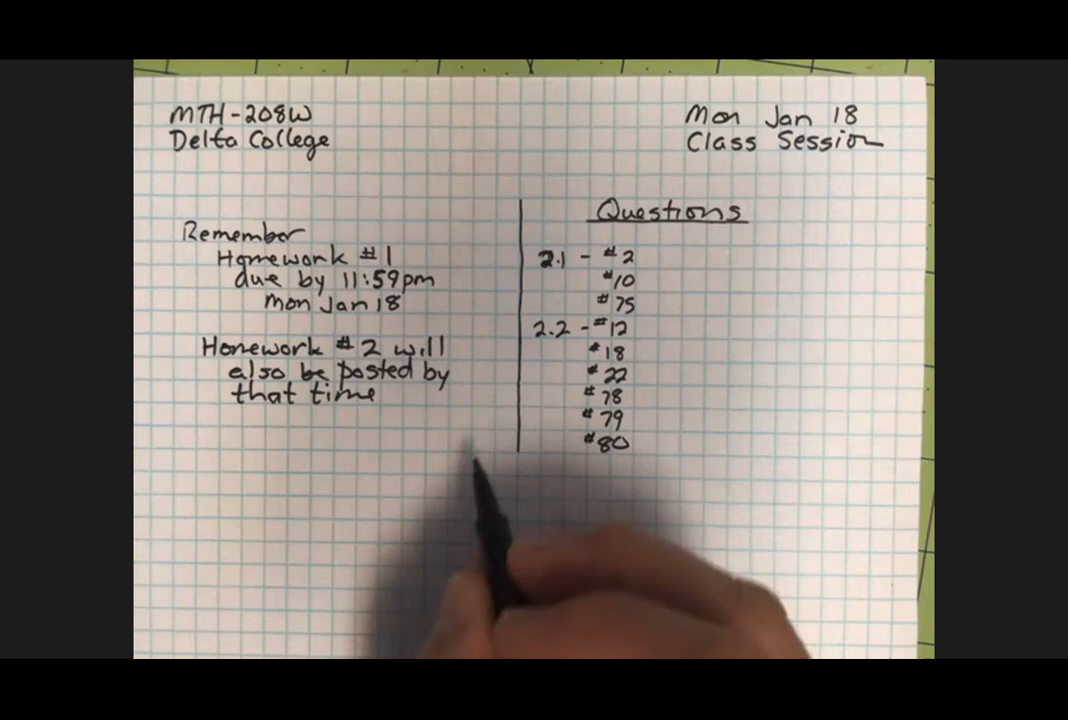 MTH-208W
Delta College
Mon Jan 18
Class Session
Remember
Homework #1
due by 11:59pm
Mon Jan 18
Homework #2 will
also be posted by
that time
Questions
2.1 - #2
#10
#75
2.2 - #12
#18
#22
#78
#79
#80